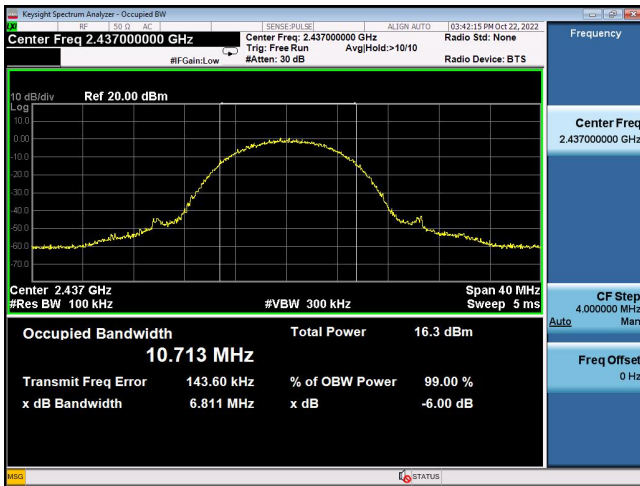 Keysight Spectrum Analyzer - Occupied BW
RF 50 Ω AC SENSE:PULSE ALIGN AUTO 03:42:15 PM Oct 22, 2022
Center Freq 2.437000000 GHz
Center Freq: 2.437000000 GHz Radio Std: None
Trig: Free Run Avg|Hold:>10/10
#IFGain:Low #Atten: 30 dB Radio Device: BTS
10 dB/div Ref 20.00 dBm
Log
10.0
0.00
-10.0
-20.0
-30.0
-40.0
-50.0
-60.0
-70.0
Center 2.437 GHz Span 40 MHz
#Res BW 100 kHz #VBW 300 kHz Sweep 5 ms
Occupied Bandwidth Total Power 16.3 dBm
10.713 MHz
Transmit Freq Error 143.60 kHz % of OBW Power 99.00 %
x dB Bandwidth 6.811 MHz x dB -6.00 dB
MSG STATUS
Frequency
Center Freq
2.437000000 GHz
CF Step
4.000000 MHz
Auto Man
Freq Offset
0 Hz